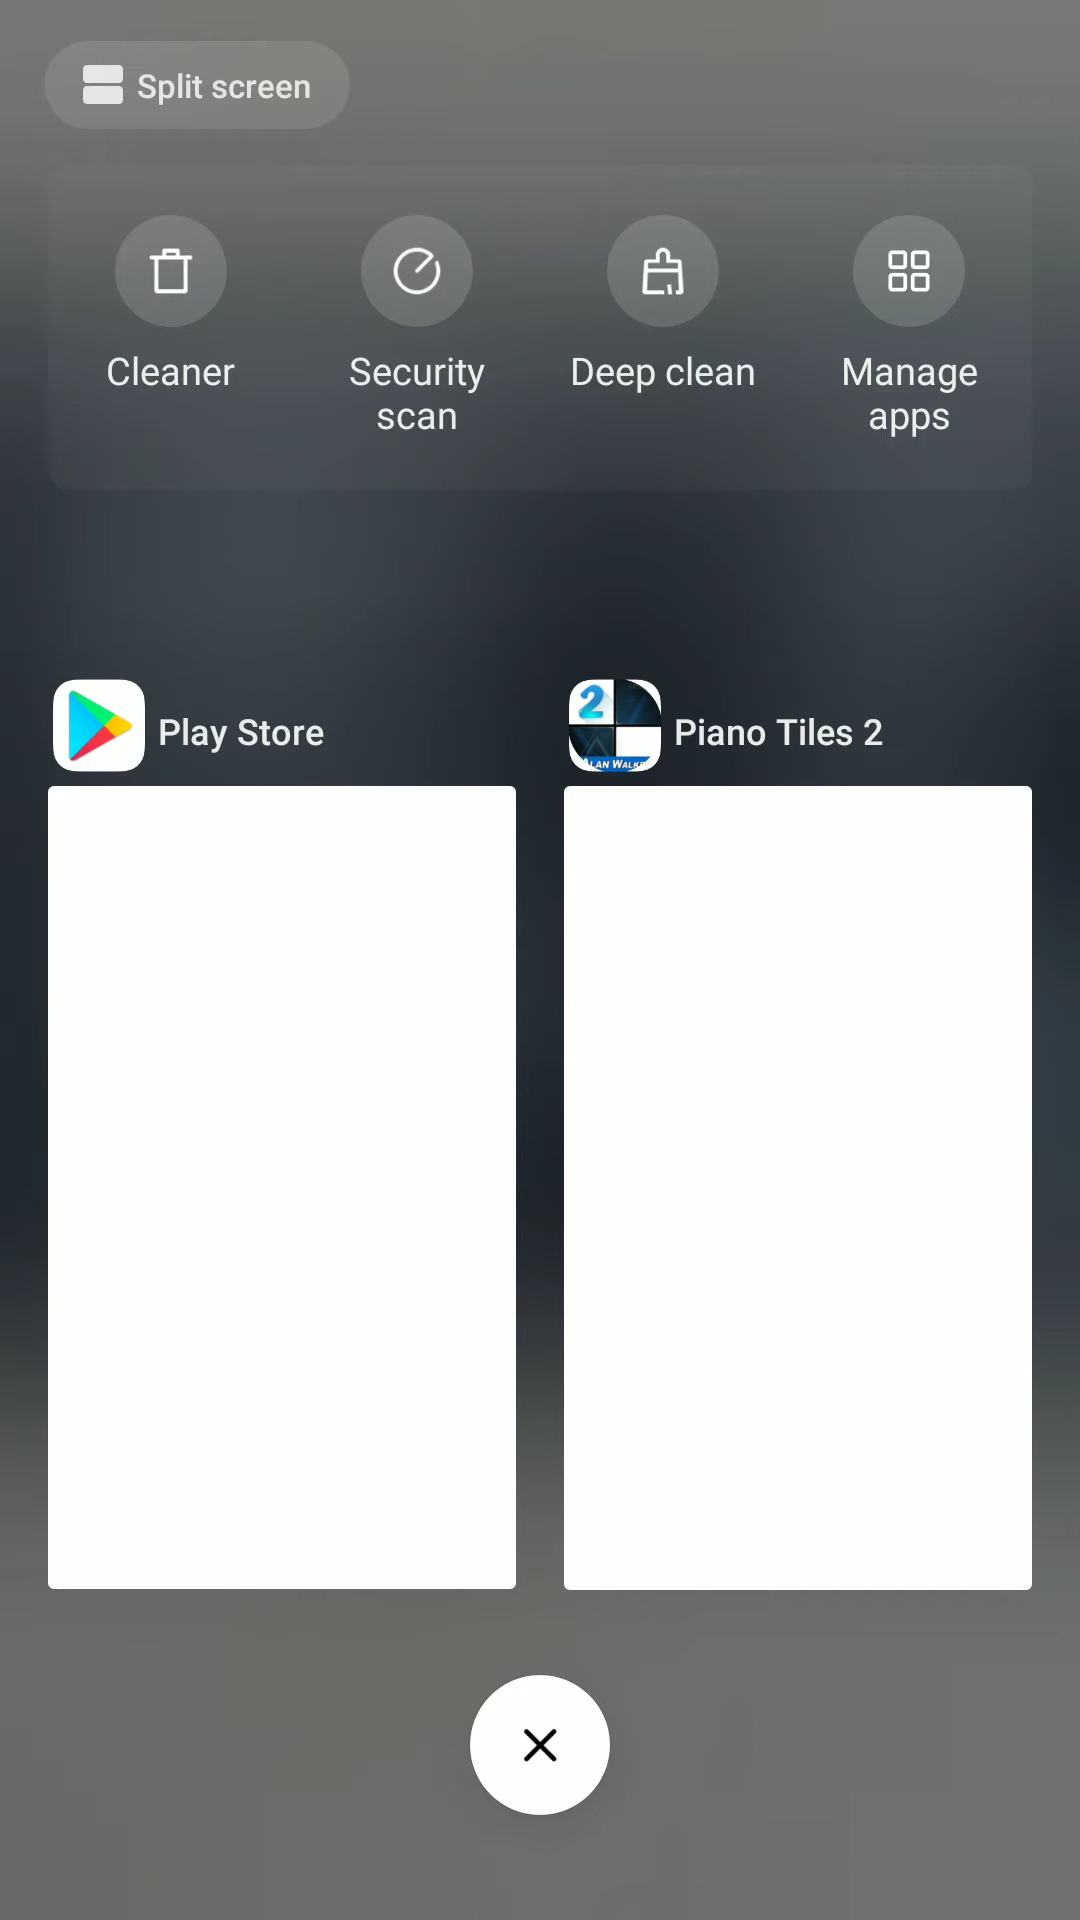 Split screen
Cleaner
Security
scan
Deep clean
Manage
apps
Play Store
Piano Tiles 2
2